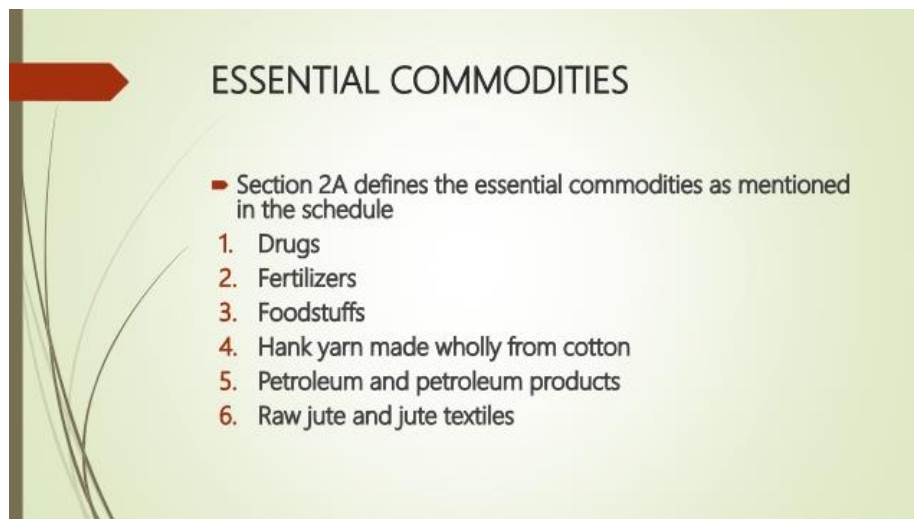 ESSENTIAL COMMODITIES
Section 2A defines the essential commodities as mentioned
in the schedule
1. Drugs
2. Fertilizers
3. Foodstuffs
4. Hank yarn made wholly from cotton
5. Petroleum and petroleum products
6. Raw jute and jute textiles